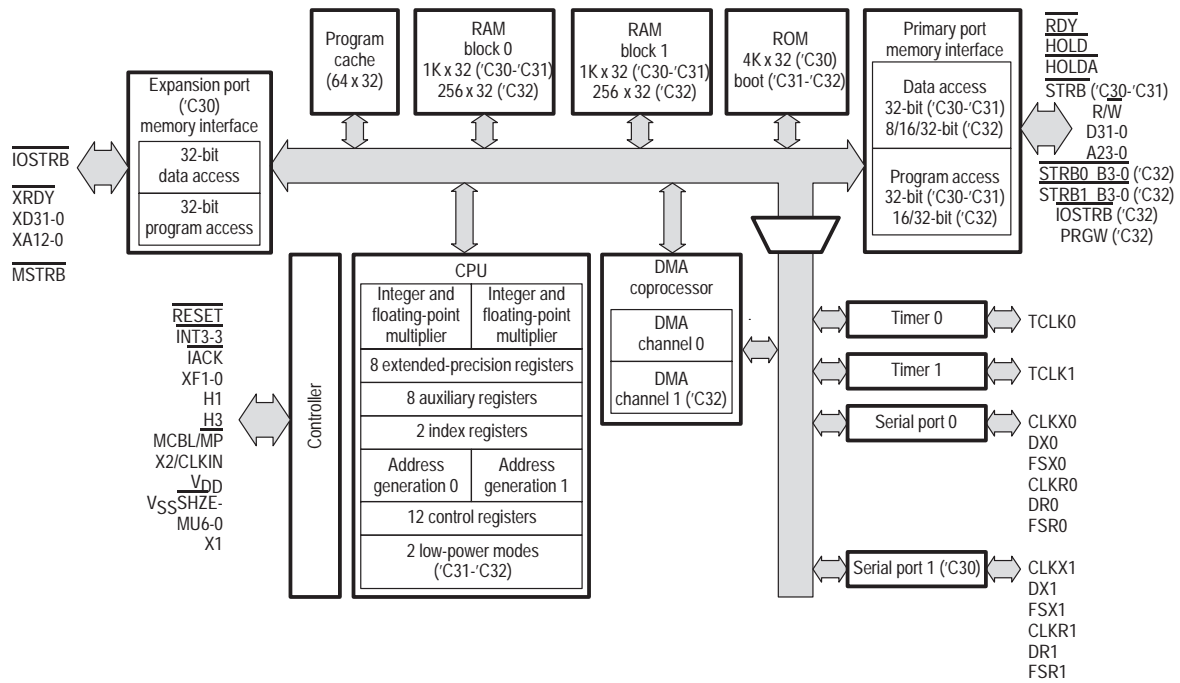 Program
cache
(64 x 32)
RAM
block 0
1K x 32 (′C30-′C31)
256 x 32 (′C32)
RAM
block 1
1K x 32 (′C30-′C31)
256 x 32 (′C32)
ROM
4K x 32 (′C30)
boot (′C31-′C32)
Primary port
memory interface
Data access
32-bit (′C30-′C31)
8/16/32-bit (′C32)
Program access
32-bit (′C30-′C31)
16/32-bit (′C32)
RDY
HOLD
HOLDA
STRB (′C30-′C31)
R/W
D31-0
A23-0
STRB0 B3-0 (′C32)
STRB1 B3-0 (′C32)
IOSTRB (′C32)
PRGW (′C32)
Expansion port
(′C30)
memory interface
32-bit
data access
32-bit
program access
IOSTRB
XRDY
XD31-0
XA12-0
MSTRB
RESET
INT3-3
IACK
XF1-0
H1
H3
MCBL/MP
X2/CLKIN
VDD
VSSSHZE-
MU6-0
X1
Controller
CPU
Integer and
floating-point
multiplier
Integer and
floating-point
multiplier
8 extended-precision registers
8 auxiliary registers
2 index registers
Address
generation 0
Address
generation 1
12 control registers
2 low-power modes
(′C31-′C32)
DMA
coprocessor
DMA
channel 0
DMA
channel 1 (′C32)
Timer 0
TCLK0
Timer 1
TCLK1
Serial port 0
CLKX0
DX0
FSX0
CLKR0
DR0
FSR0
Serial port 1 (′C30)
CLKX1
DX1
FSX1
CLKR1
DR1
FSR1